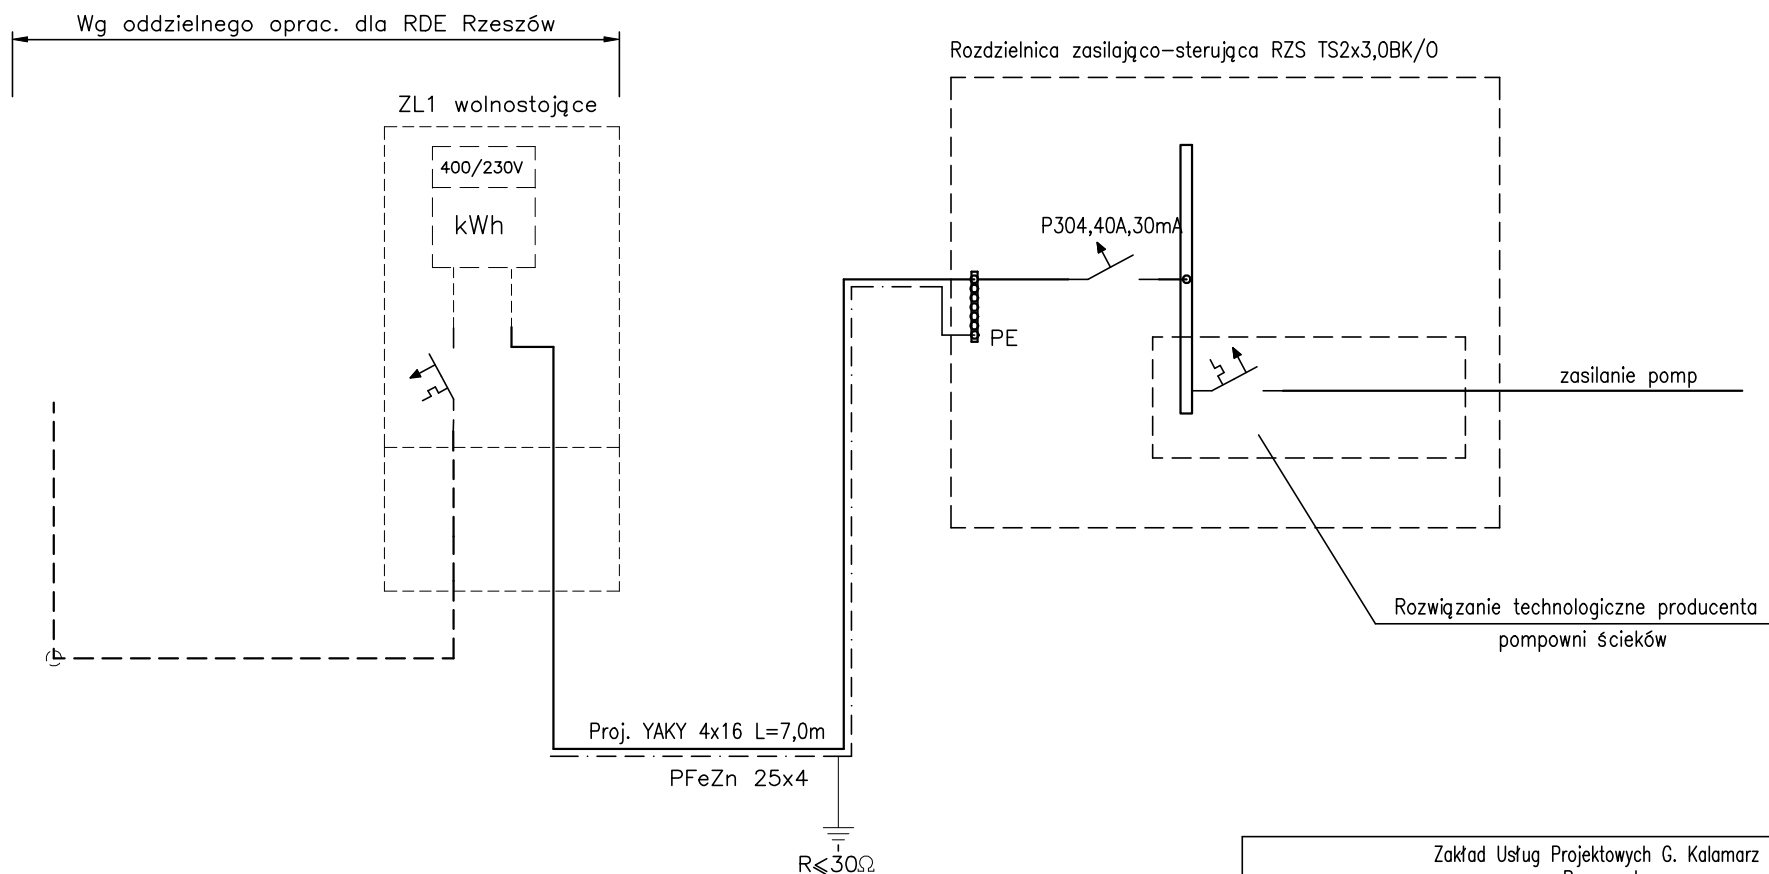 Wg oddzielnego oprac. dla RDE Rzeszów
Rozdzielnica zasilająco-sterująca RZS TS2x3,0BK/O
ZL1 wolnostojące
400/230V
kWh
P304,40A,30mA
PE
zasilanie pomp
Rozwiązanie technologiczne producenta
pompowni ścieków
Proj. YAKY 4x16 L=7,0m
PFeZn 25x4
R⩽30Ω
Zakład Usług Projektowych G. Kalamarz